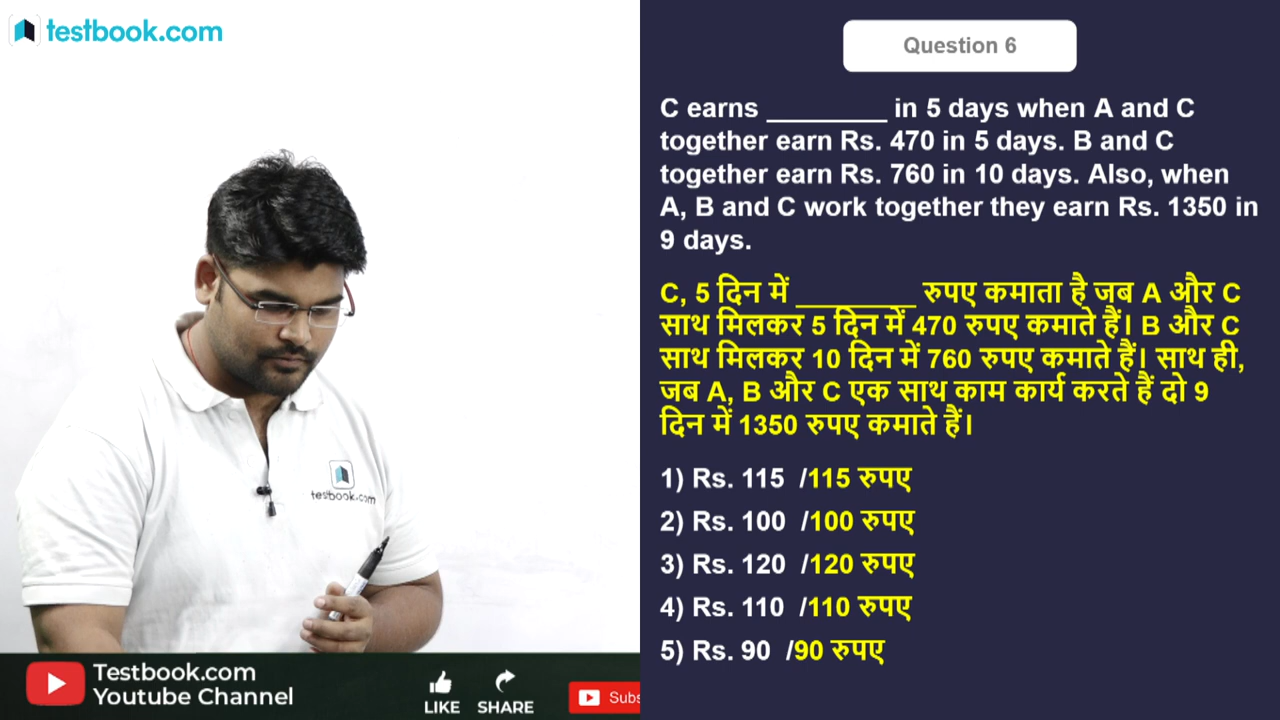 testbook.com
Question 6
C earns ________ in 5 days when A and C
together earn Rs. 470 in 5 days. B and C
together earn Rs. 760 in 10 days. Also, when
A, B and C work together they earn Rs. 1350 in
9 days.
C, 5 दिन में ________ रुपए कमाता है जब A और C
साथ मिलकर 5 दिन में 470 रुपए कमाते हैं। B और C
साथ मिलकर 10 दिन में 760 रुपए कमाते हैं। साथ ही,
जब A, B और C एक साथ काम कार्य करते हैं दो 9
दिन में 1350 रुपए कमाते हैं।
1) Rs. 115 /115 रुपए
2) Rs. 100 /100 रुपए
3) Rs. 120 /120 रुपए
4) Rs. 110 /110 रुपए
5) Rs. 90 /90 रुपए
testbook.com
Testbook.com
Youtube Channel
LIKE SHARE Subs